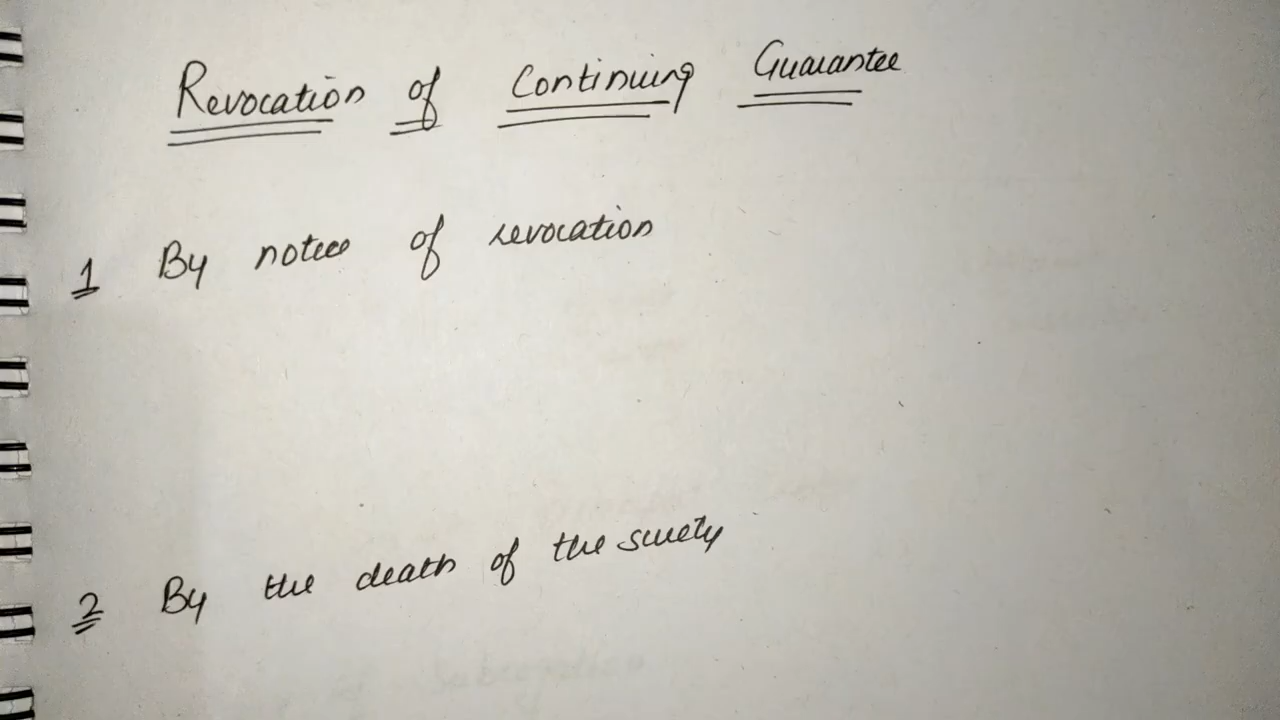 Revocation of Continuing Guarantee
1 By notice of revocation
2 By the death of the surety